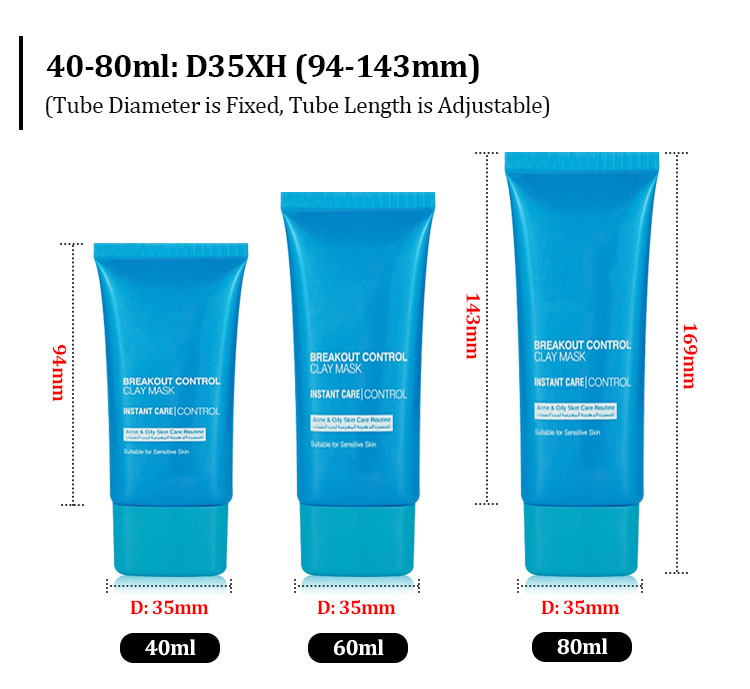 40-80ml: D35XH (94-143mm)
(Tube Diameter is Fixed, Tube Length is Adjustable)
94mm
BREAKOUT CONTROL
CLAY MASK
INSTANT CARE|CONTROL
Acne & Oily Skin Care Routine
Suitable for Sensitive Skin
D: 35mm
40ml
BREAKOUT CONTROL
CLAY MASK
INSTANT CARE|CONTROL
Acne & Oily Skin Care Routine
Suitable for Sensitive Skin
D: 35mm
60ml
143mm
BREAKOUT CONTROL
CLAY MASK
INSTANT CARE|CONTROL
Acne & Oily Skin Care Routine
Suitable for Sensitive Skin
169mm
D: 35mm
80ml